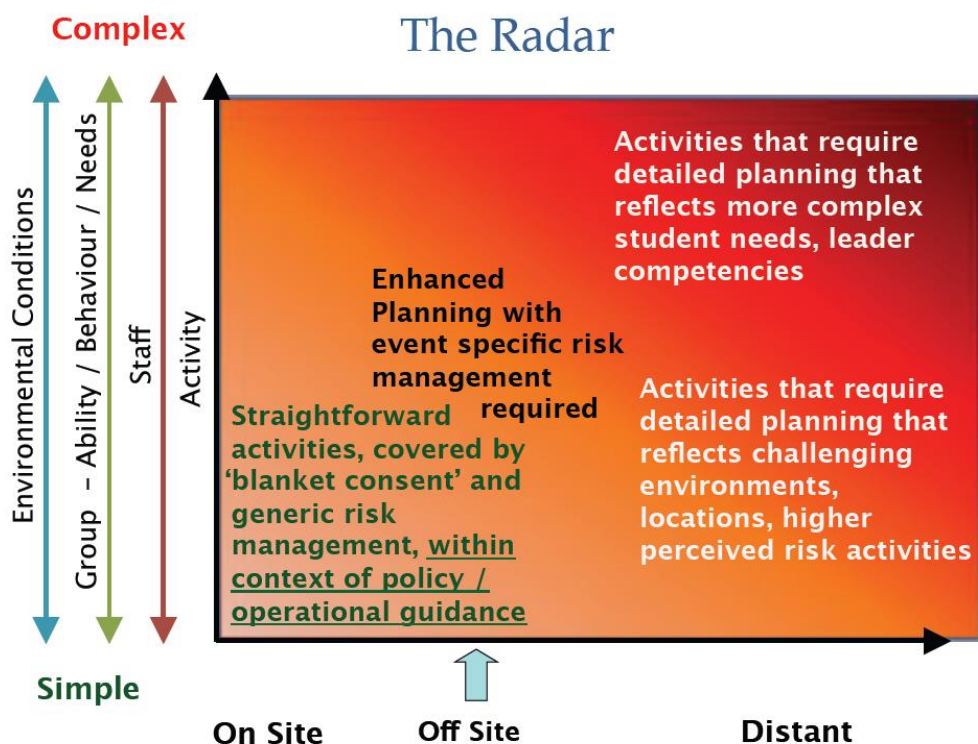 Complex
The Radar
Environmental Conditions
Group – Ability / Behaviour / Needs
Staff
Activity
Activities that require
detailed planning that
reflects more complex
student needs, leader
competencies
Enhanced
Planning with
event specific risk
management
required
Straightforward
activities, covered by
‘blanket consent’ and
generic risk
management, within
context of policy /
operational guidance
Activities that require
detailed planning that
reflects challenging
environments,
locations, higher
perceived risk activities
Simple
On Site
Off Site
Distant